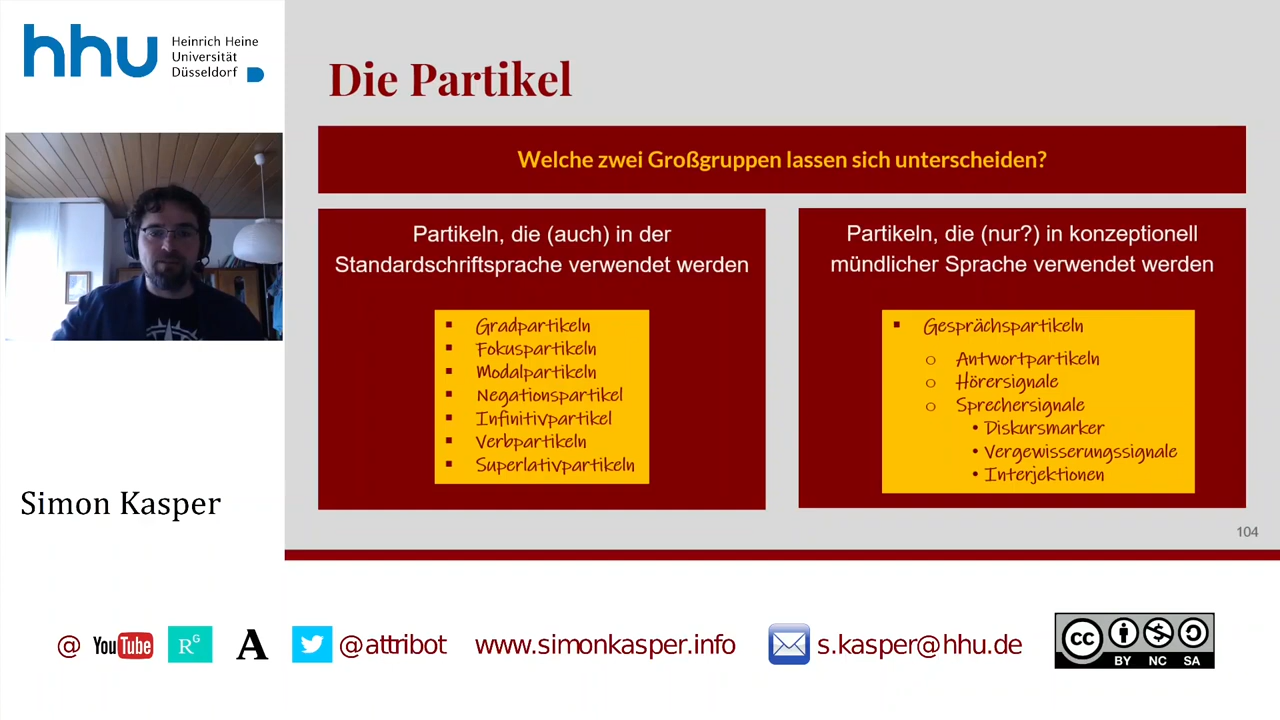 hhu Heinrich Heine
Universität
Düsseldorf
Die Partikel
Welche zwei Großgruppen lassen sich unterscheiden?
Partikeln, die (auch) in der
Standardschriftsprache verwendet werden
▪ Gradpartikeln
▪ Fokuspartikeln
▪ Modalpartikeln
▪ Negationspartikel
▪ Infinitivpartikel
▪ Verbpartikeln
▪ Superlativpartikeln
Partikeln, die (nur?) in konzeptionell
mündlicher Sprache verwendet werden
▪ Gesprächspartikeln
○ Antwortpartikeln
○ Hörersignale
○ Sprechersignale
• Diskursmarker
• Vergewisserungssignale
• Interjektionen
Simon Kasper
104
@ YouTube RG A @attribot www.simonkasper.info s.kasper@hhu.de
cc BY NC SA